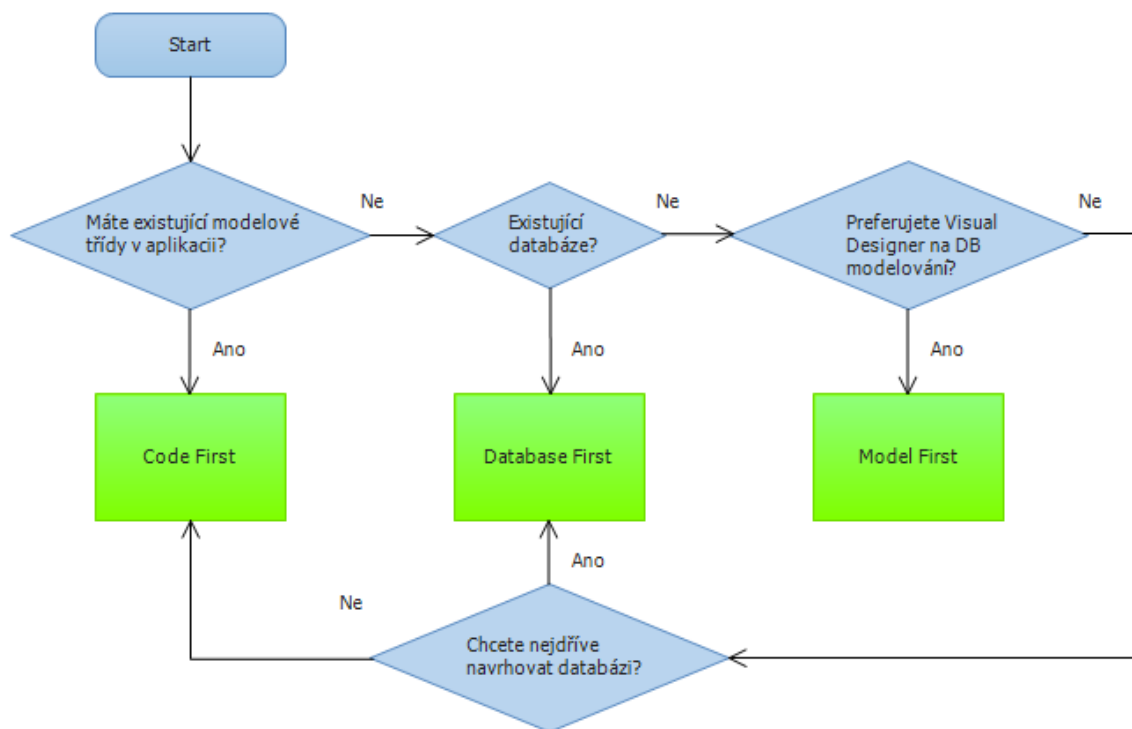 Start
Máte existující modelové
třídy v aplikacii?
Ne
Existující
databáze?
Ne
Preferujete Visual
Designer na DB
modelování?
Ne
Ano
Ano
Ano
Code First
Database First
Model First
Ano
Ne
Chcete nejdříve
navrhovat databázi?